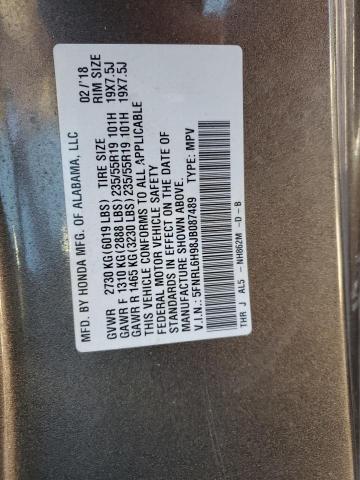 MFD. BY HONDA MFG. OF ALABAMA, LLC 02/'18
TIRE SIZE RIM SIZE
GVWR 2730 KG(6019 LBS)
GAWR F 1310 KG(2888 LBS) 235/55R19 101H 19X7.5J
GAWR R 1465 KG(3230 LBS) 235/55R19 101H 19X7.5J
THIS VEHICLE CONFORMS TO ALL APPLICABLE
FEDERAL MOTOR VEHICLE SAFETY
STANDARDS IN EFFECT ON THE DATE OF
MANUFACTURE SHOWN ABOVE.
V.I.N.: 5FNRL6H98JB087489 TYPE: MPV
THR J AL5 - NH862M -D -B